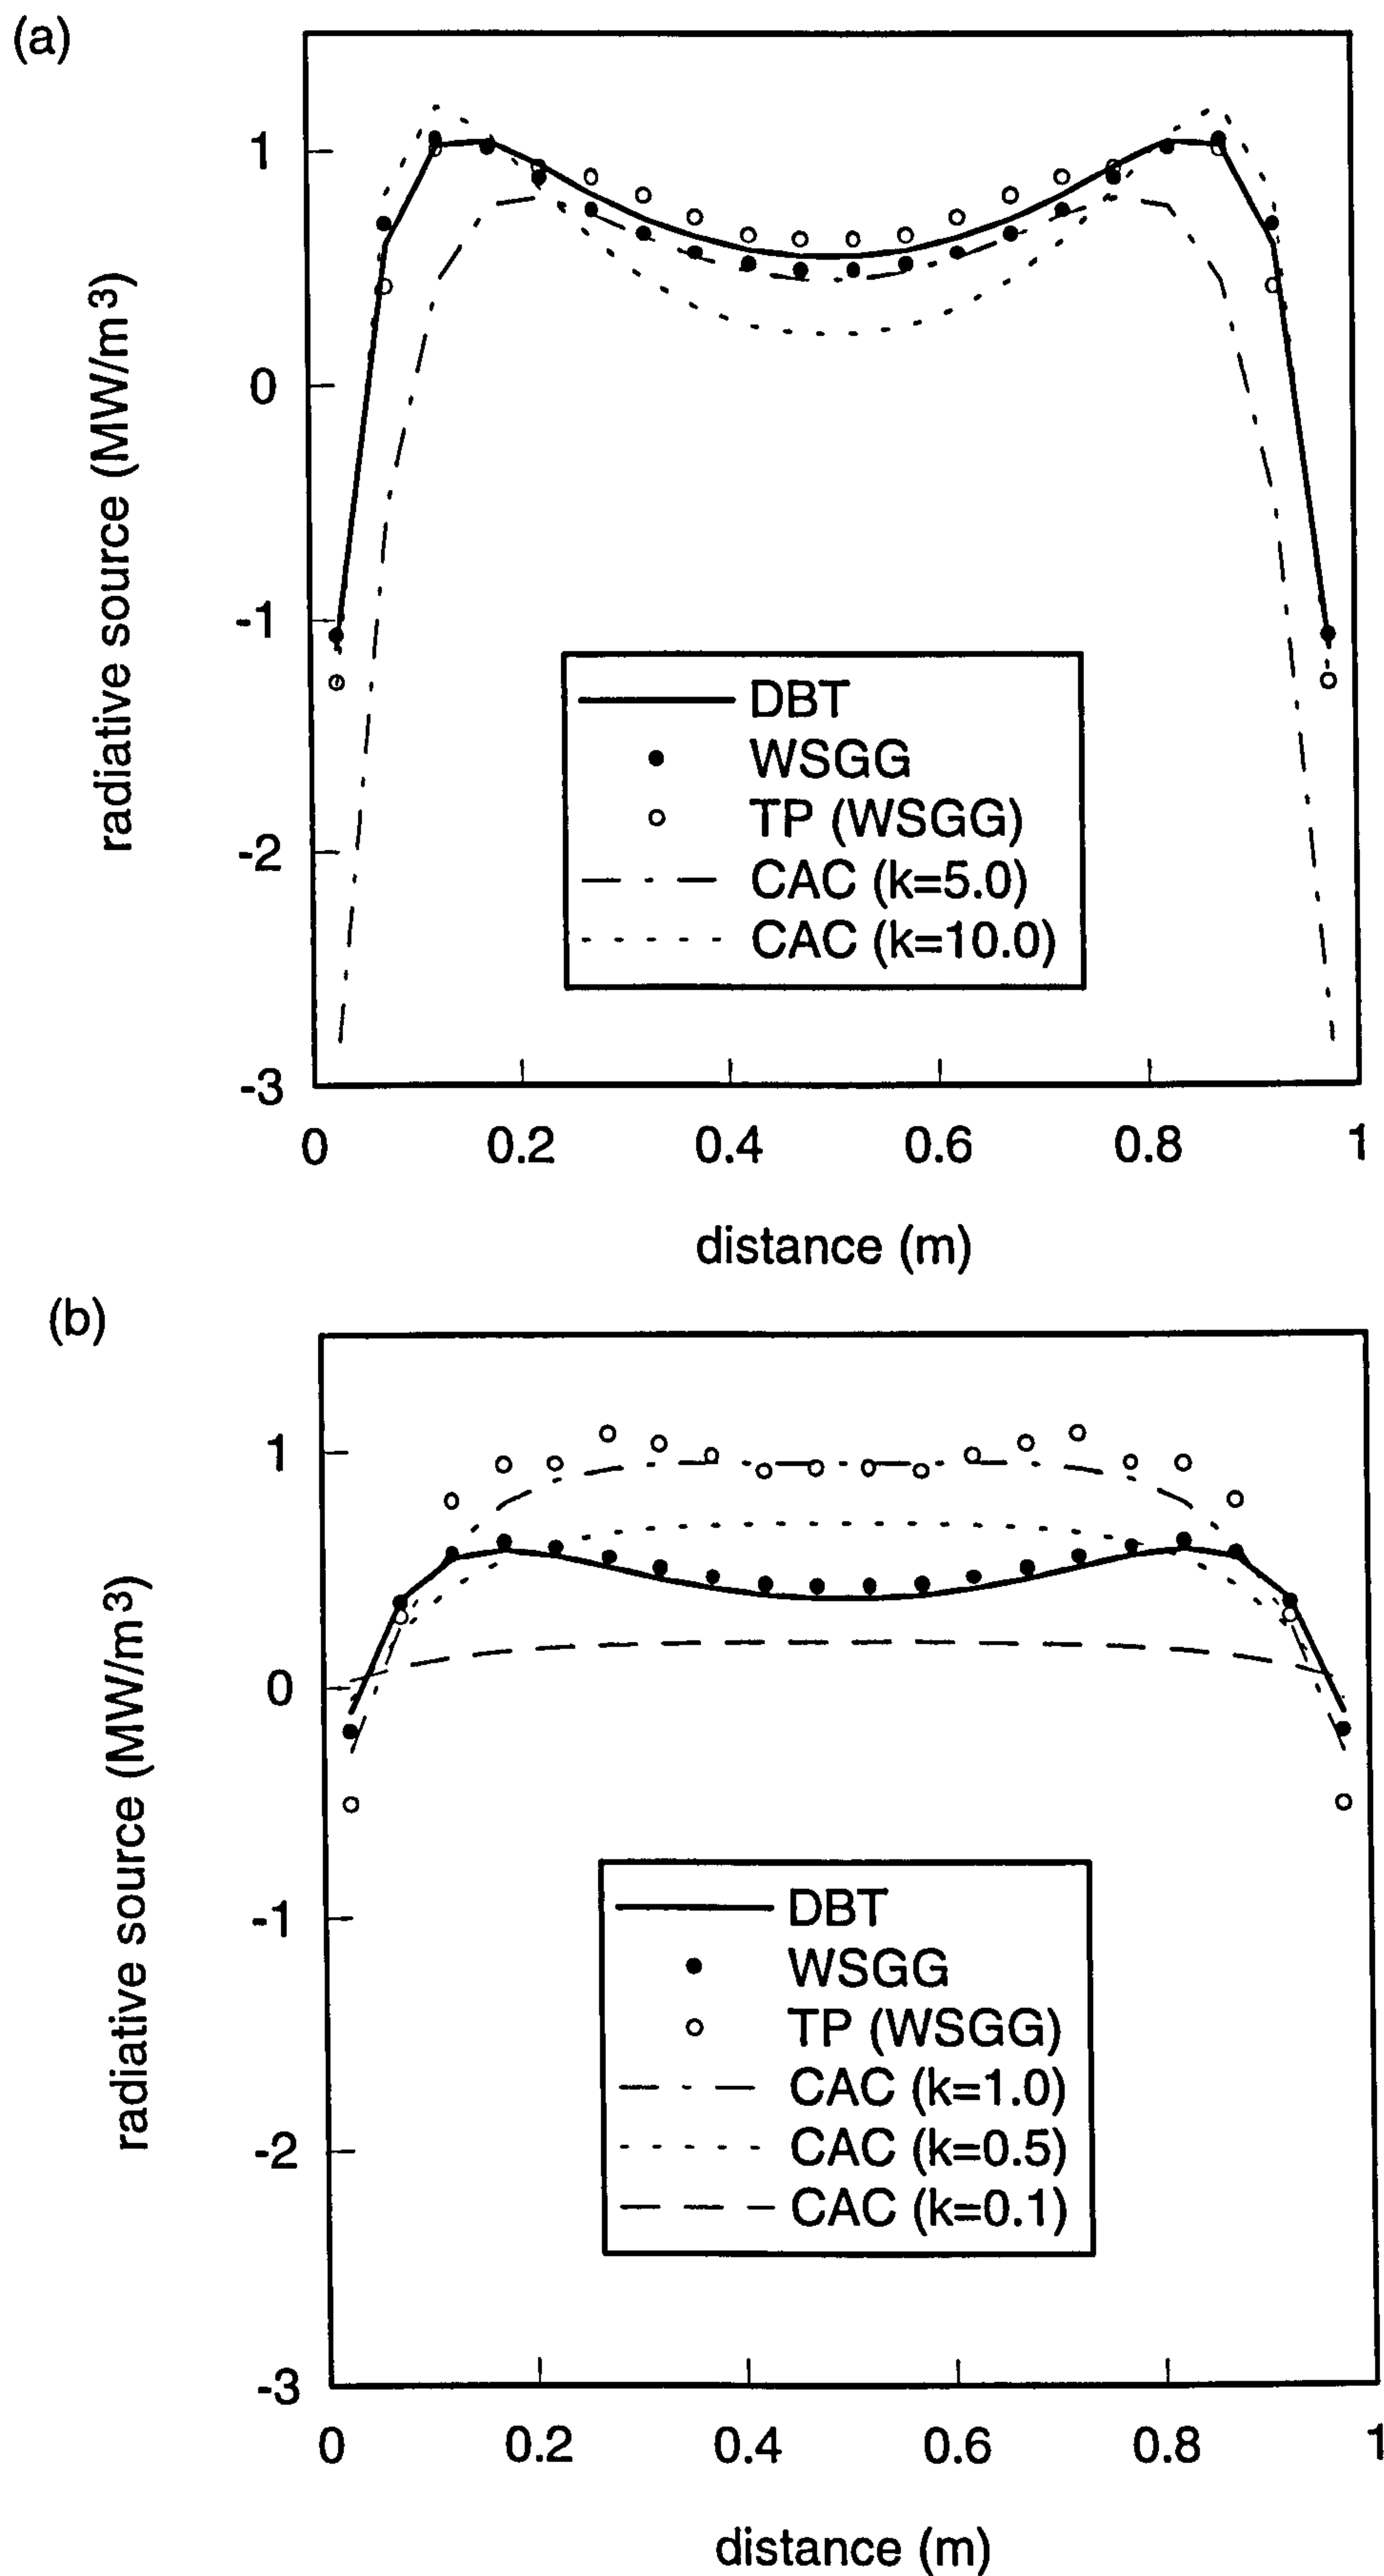 (a)
1
0
-1
-2
-3
radiative source (MW/m³)
DBT
WSGG
TP (WSGG)
CAC (k=5.0)
CAC (k=10.0)
0 0.2 0.4 0.6 0.8 1
distance (m)
(b)
1
0
-1
-2
-3
radiative source (MW/m³)
DBT
WSGG
TP (WSGG)
CAC (k=1.0)
CAC (k=0.5)
CAC (k=0.1)
0 0.2 0.4 0.6 0.8 1
distance (m)